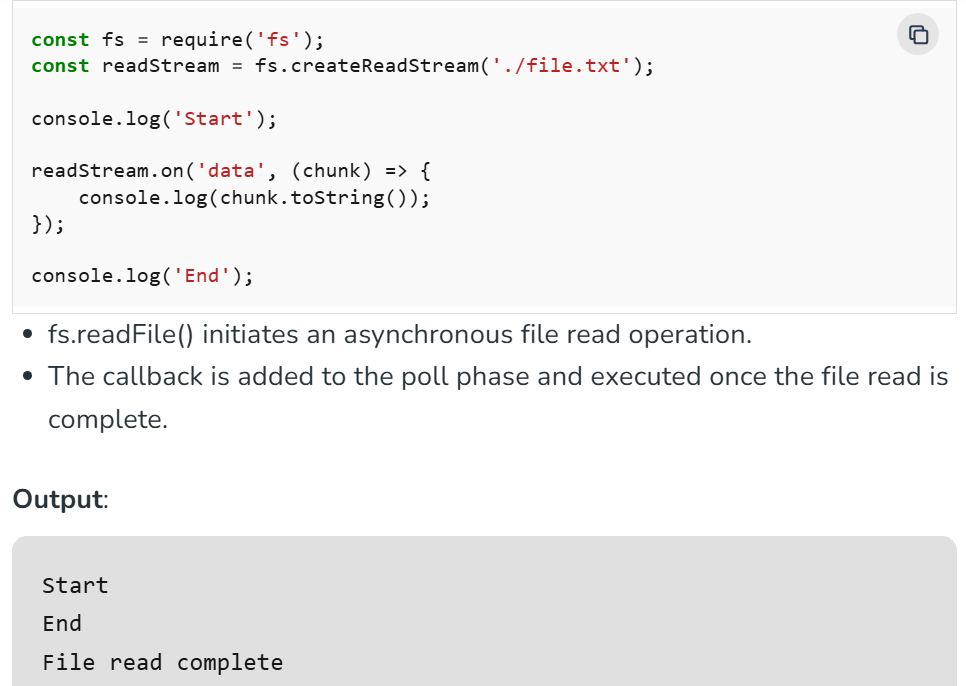 const fs = require('fs');
const readStream = fs.createReadStream('./file.txt');
console.log('Start');
readStream.on('data', (chunk) => {
    console.log(chunk.toString());
});
console.log('End');
• fs.readFile() initiates an asynchronous file read operation.
• The callback is added to the poll phase and executed once the file read is
complete.
Output:
Start
End
File read complete